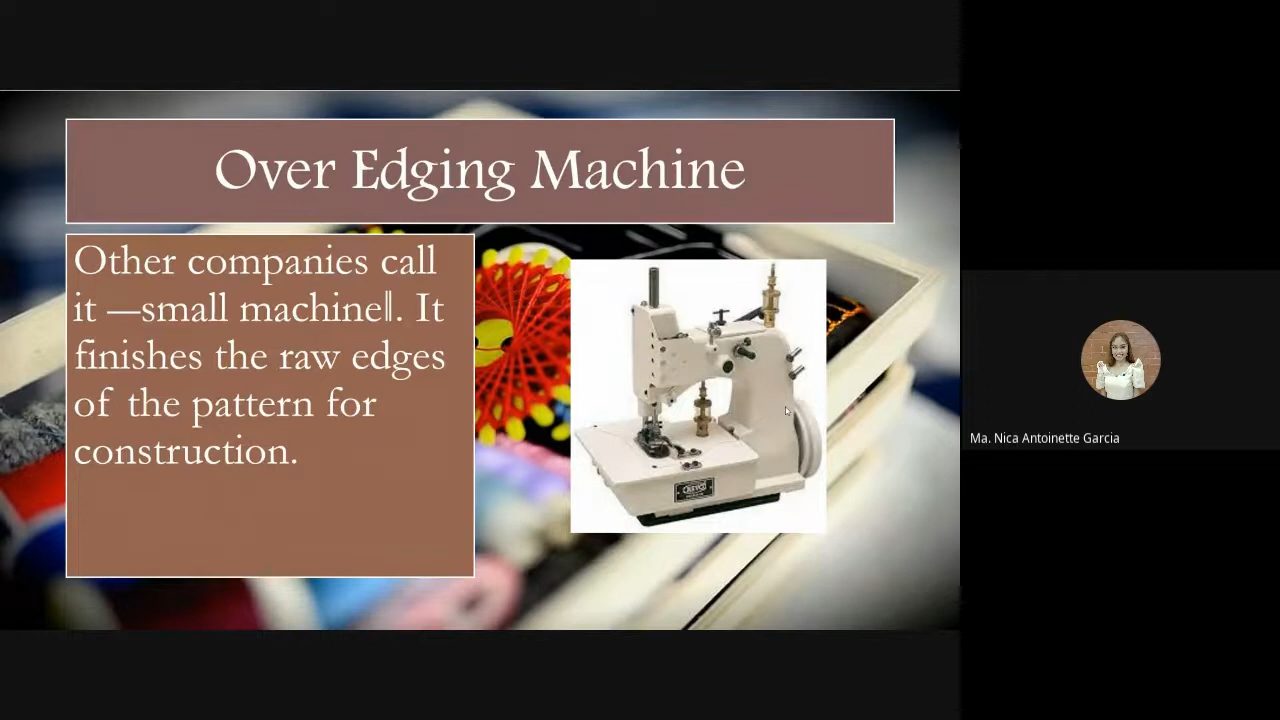 Over Edging Machine
Other companies call
it ―small machine‖. It
finishes the raw edges
of the pattern for
construction.
Ma. Nica Antoinette Garcia